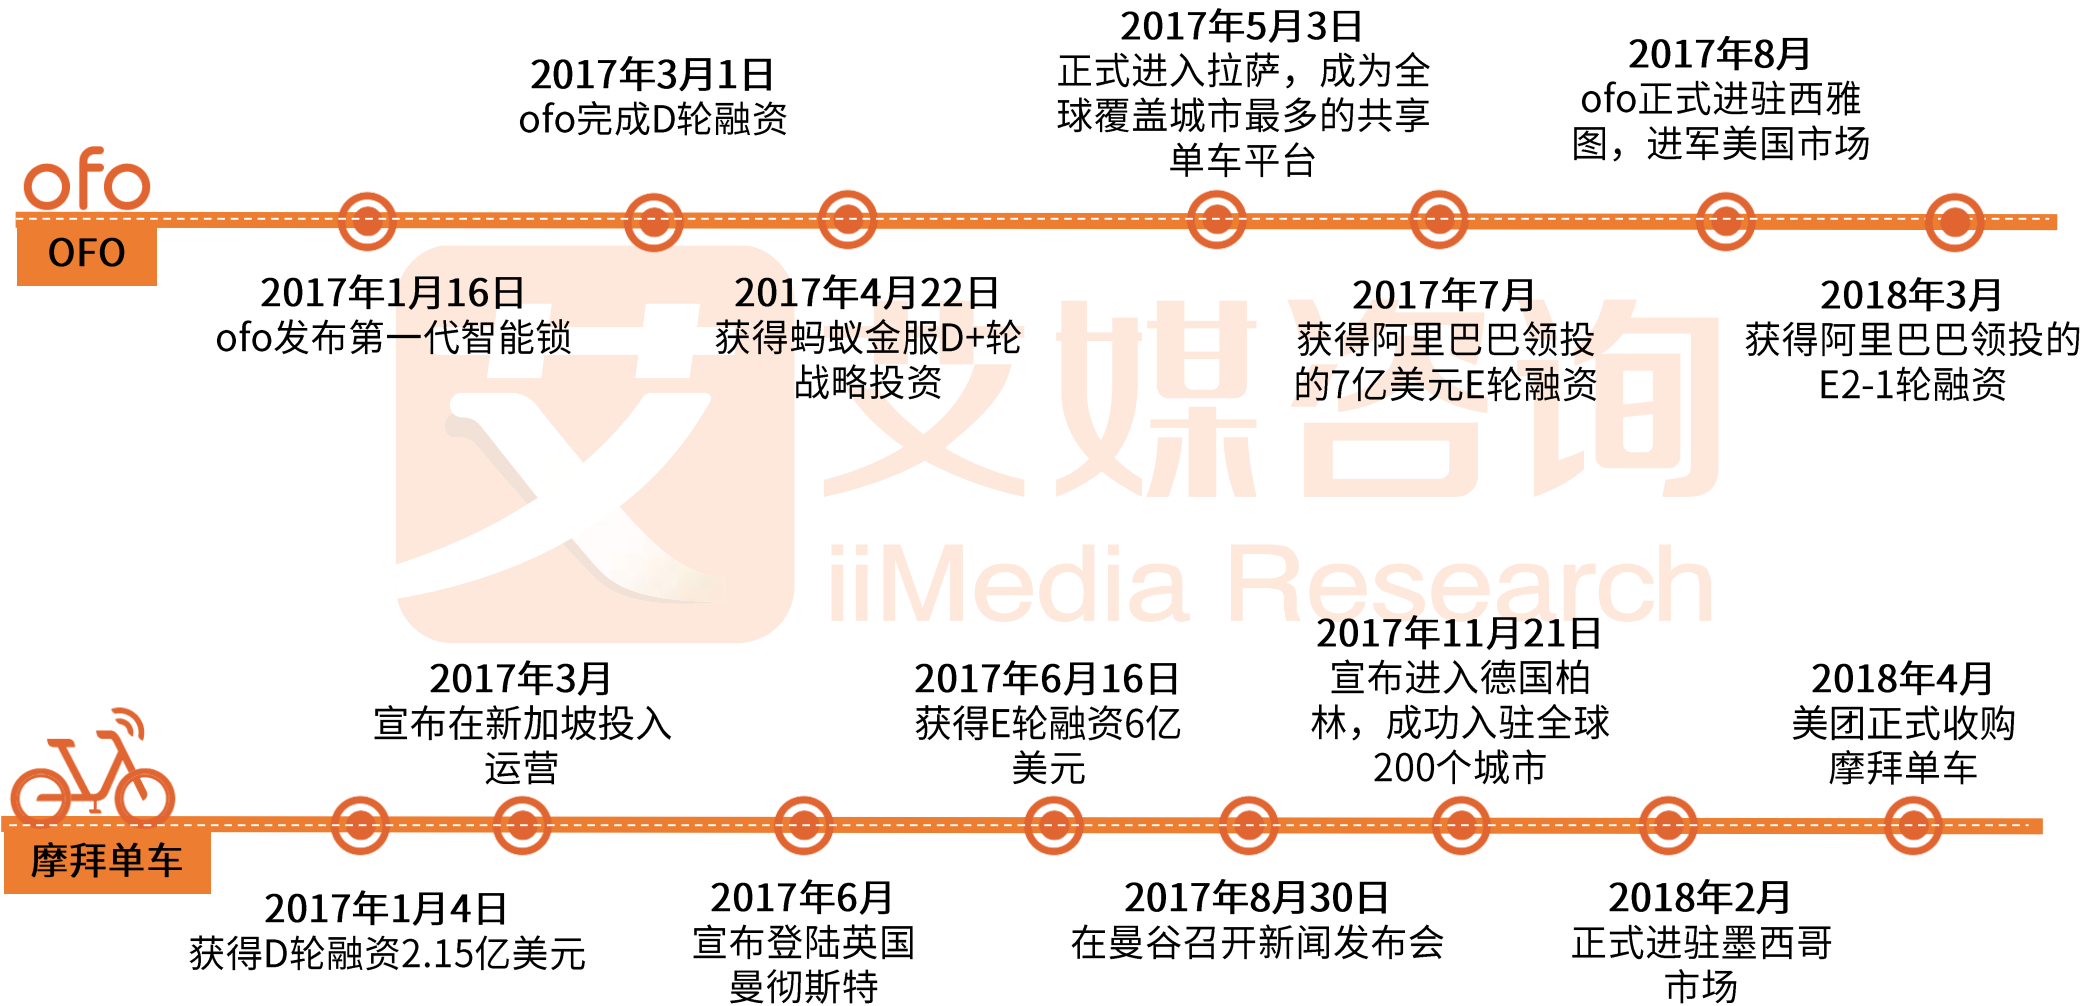 ofo
OFO
2017年1月16日
ofo发布第一代智能锁
2017年3月1日
ofo完成D轮融资
2017年4月22日
获得蚂蚁金服D+轮
战略投资
2017年5月3日
正式进入拉萨，成为全
球覆盖城市最多的共享
单车平台
2017年7月
获得阿里巴巴领投
的7亿美元E轮融资
2017年8月
ofo正式进驻西雅
图，进军美国市场
2018年3月
获得阿里巴巴领投的
E2-1轮融资
艾
艾媒咨询
iiMedia Research
摩拜单车
2017年1月4日
获得D轮融资2.15亿美元
2017年3月
宣布在新加坡投入
运营
2017年6月
宣布登陆英国
曼彻斯特
2017年6月16日
获得E轮融资6亿
美元
2017年8月30日
在曼谷召开新闻发布会
2017年11月21日
宣布进入德国柏
林，成功入驻全球
200个城市
2018年2月
正式进驻墨西哥
市场
2018年4月
美团正式收购
摩拜单车